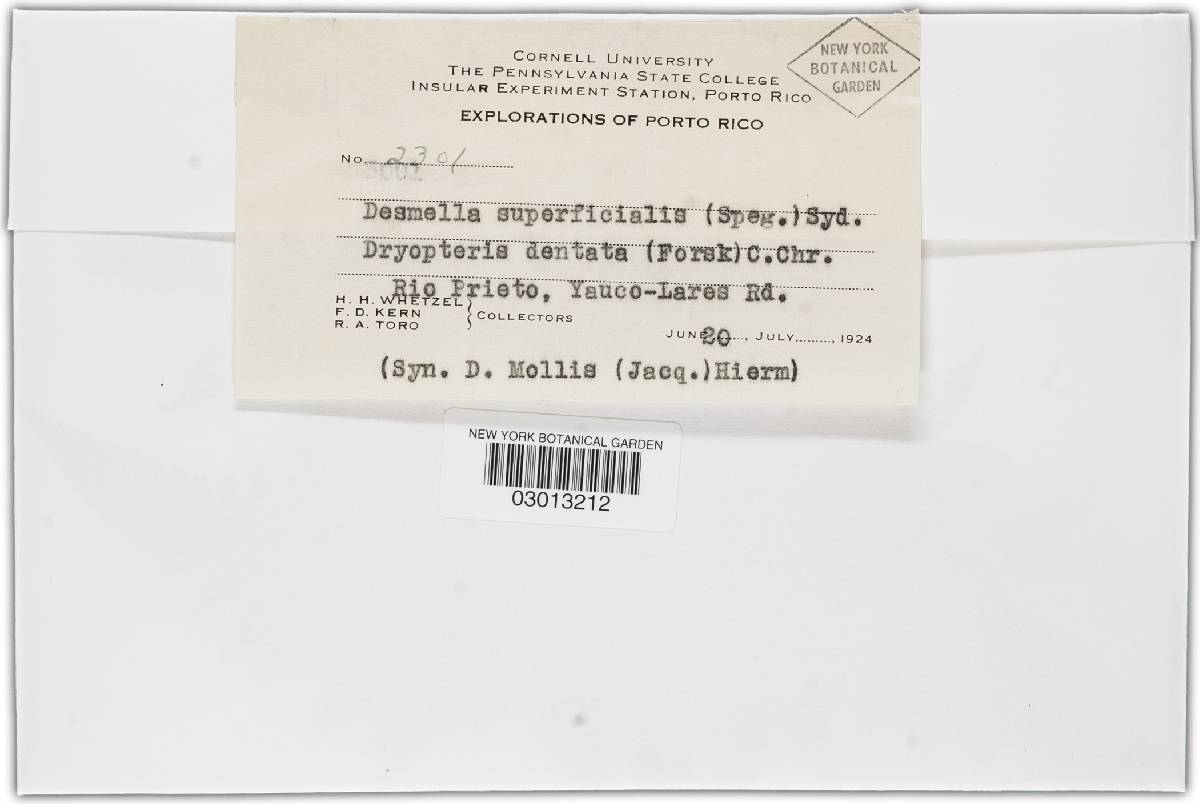 CORNELL UNIVERSITY
THE PENNSYLVANIA STATE COLLEGE
INSULAR EXPERIMENT STATION, PORTO RICO
EXPLORATIONS OF PORTO RICO
NEW YORK
BOTANICAL
GARDEN
No. 2301
Desmella superficialis (Speg.)Syd.
Dryopteris dentata (Forsk)C.Chr.
Rio Prieto, Yauco-Lares Rd.
H. H. WHETZEL
F. D. KERN
R. A. TORO
COLLECTORS
JUNE 20, JULY........., 1924
(Syn. D. Mollis (Jacq.)Hierm)
NEW YORK BOTANICAL GARDEN
03013212